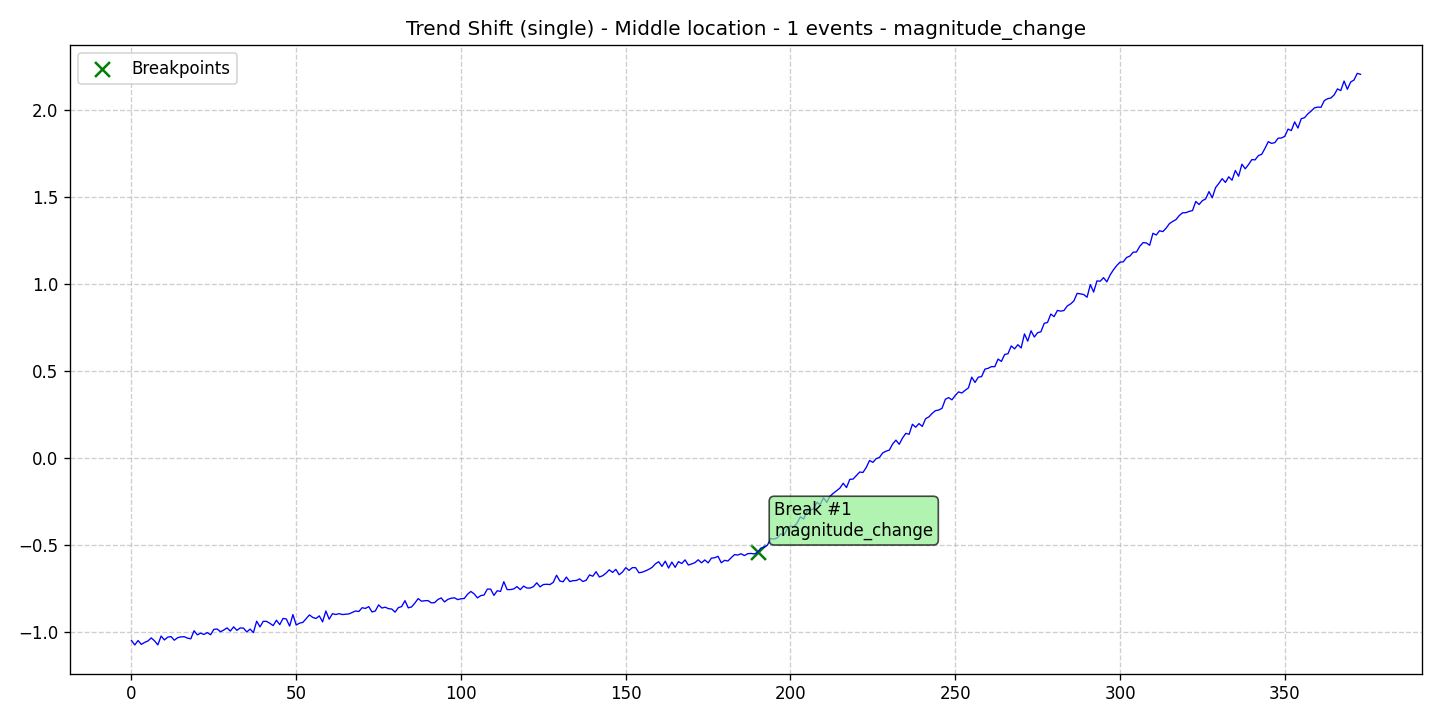 Trend Shift (single) - Middle location - 1 events - magnitude_change
Breakpoints
2.0
1.5
1.0
0.5
0.0
−0.5
−1.0
Break #1
magnitude_change
0 50 100 150 200 250 300 350